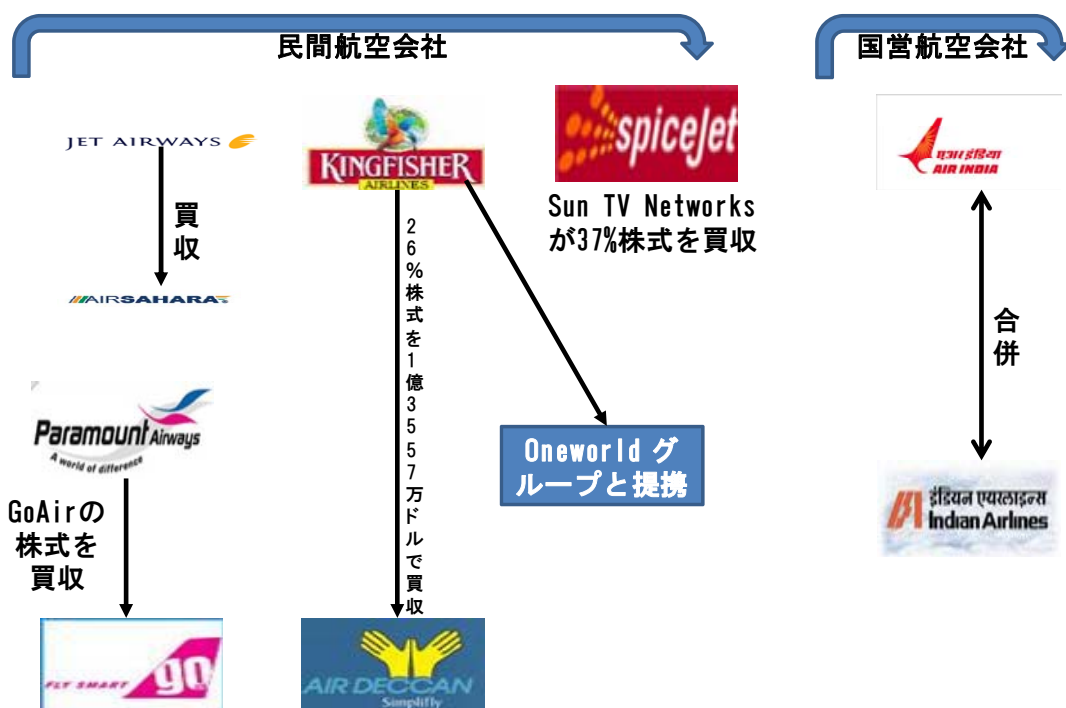 民間航空会社
国営航空会社
JET AIRWAYS
買
収
AIRSAHARA
KINGFISHER
AIRLINES
spiceJet
Sun TV Networks
が37%株式を買収
एअर इंडिया
AIR INDIA
26%株式を1億3557万ドルで買収
合
併
Paramount Airways
A world of difference
GoAirの
株式を
買収
Oneworld グ
ループと提携
इंडियन एयरलाइन्स
Indian Airlines
FLY SMART go
AIR DECCAN
Simplifly